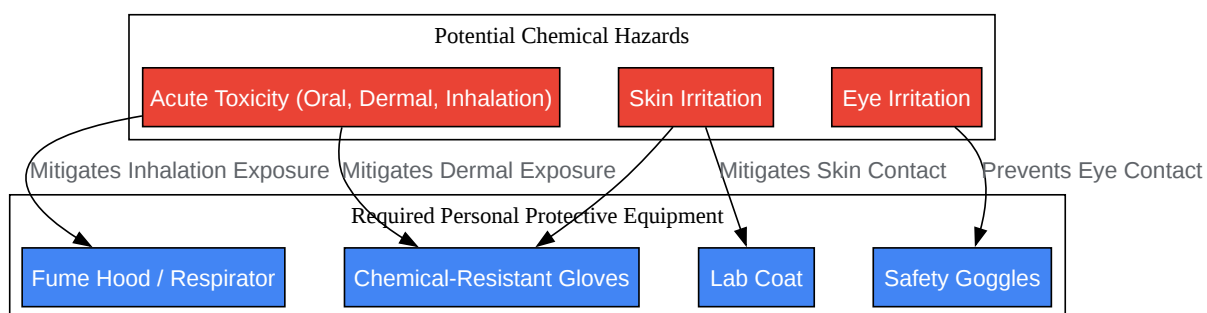 Potential Chemical Hazards
Acute Toxicity (Oral, Dermal, Inhalation)
Skin Irritation
Eye Irritation
Mitigates Inhalation Exposure
Mitigates Dermal Exposure
Mitigates Skin Contact
Prevents Eye Contact
Required Personal Protective Equipment
Fume Hood / Respirator
Chemical-Resistant Gloves
Lab Coat
Safety Goggles